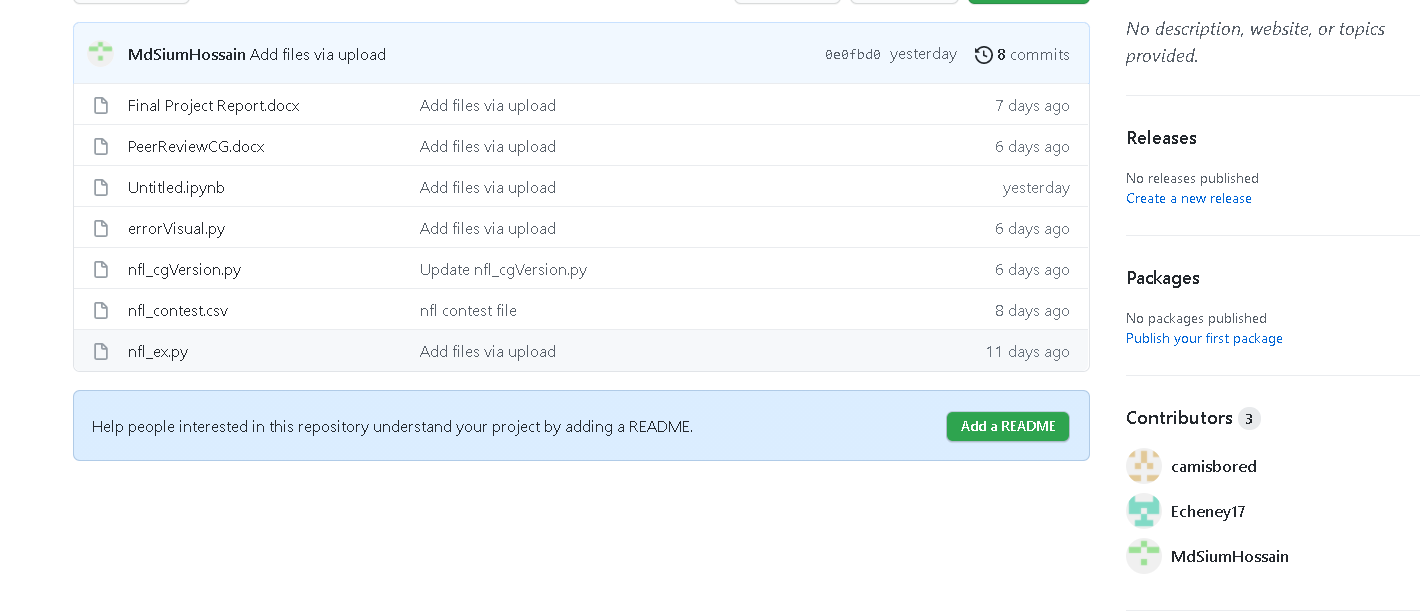 MdSiumHossain Add files via upload 0e0fbd0 yesterday 8 commits
Final Project Report.docx Add files via upload 7 days ago
PeerReviewCG.docx Add files via upload 6 days ago
Untitled.ipynb Add files via upload yesterday
errorVisual.py Add files via upload 6 days ago
nfl_cgVersion.py Update nfl_cgVersion.py 6 days ago
nfl_contest.csv nfl contest file 8 days ago
nfl_ex.py Add files via upload 11 days ago
Help people interested in this repository understand your project by adding a README. Add a README
No description, website, or topics
provided.
Releases
No releases published
Create a new release
Packages
No packages published
Publish your first package
Contributors 3
camisbored
Echeney17
MdSiumHossain